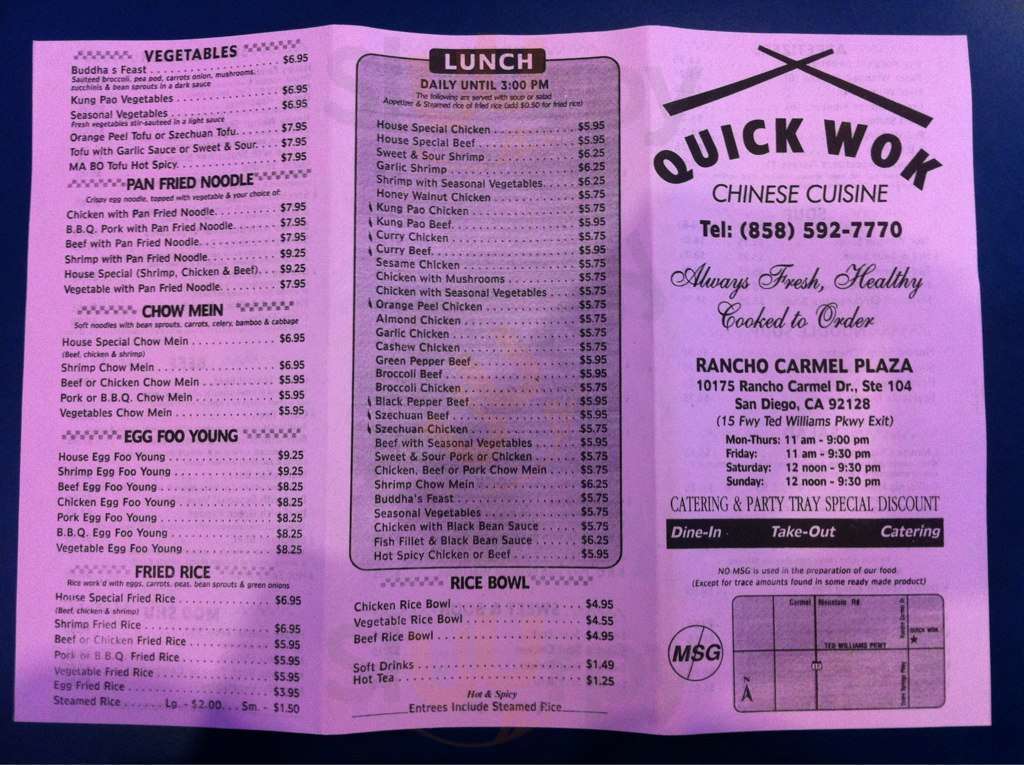 VEGETABLES
Buddha s Feast . . . . . . . . . . . . . . . . . $6.95
Sauteed broccoli, pea pod, carrots onion, mushrooms,
zucchinis & bean sprouts in a dark sauce
Kung Pao Vegetables . . . . . . . . . . . . $6.95
Seasonal Vegetables . . . . . . . . . . . . . $6.95
Fresh vegetables stir-sauteed in a light sauce
Orange Peel Tofu or Szechuan Tofu. . . . $7.95
Tofu with Garlic Sauce or Sweet & Sour. . . . $7.95
MA BO Tofu Hot Spicy. . . . . . . . . . . . $7.95
PAN FRIED NOODLE
Crispy egg noodle, topped with vegetable & your choice of:
Chicken with Pan Fried Noodle. . . . . . . . $7.95
B.B.Q. Pork with Pan Fried Noodle. . . . . . $7.95
Beef with Pan Fried Noodle. . . . . . . . . . $7.95
Shrimp with Pan Fried Noodle. . . . . . . . . $9.25
House Special (Shrimp, Chicken & Beef). . . $9.25
Vegetable with Pan Fried Noodle. . . . . . . $7.95
CHOW MEIN
Soft noodles with bean sprouts, carrots, celery, bamboo & cabbage
House Special Chow Mein . . . . . . . . . . $6.95
(Beef, chicken & shrimp)
Shrimp Chow Mein . . . . . . . . . . . . . . $6.95
Beef or Chicken Chow Mein . . . . . . . . . $5.95
Pork or B.B.Q. Chow Mein . . . . . . . . . . $5.95
Vegetables Chow Mein . . . . . . . . . . . . $5.95
EGG FOO YOUNG
House Egg Foo Young . . . . . . . . . . . . $9.25
Shrimp Egg Foo Young . . . . . . . . . . . . $9.25
Beef Egg Foo Young . . . . . . . . . . . . . $8.25
Chicken Egg Foo Young . . . . . . . . . . . $8.25
Pork Egg Foo Young . . . . . . . . . . . . . $8.25
B.B.Q. Egg Foo Young . . . . . . . . . . . . $8.25
Vegetable Egg Foo Young . . . . . . . . . . $8.25
FRIED RICE
Rice work'd with eggs, carrots, peas, bean sprouts & green onions
House Special Fried Rice . . . . . . . . . . $6.95
(Beef, chicken & shrimp)
Shrimp Fried Rice . . . . . . . . . . . . . . $6.95
Beef or Chicken Fried Rice . . . . . . . . . $5.95
Pork or B.B.Q. Fried Rice . . . . . . . . . . $5.95
Vegetable Fried Rice . . . . . . . . . . . . . $5.95
Egg Fried Rice . . . . . . . . . . . . . . . . $3.95
Steamed Rice . . . . . . Lg. - $2.00. . . Sm. - $1.50
LUNCH
DAILY UNTIL 3:00 PM
The following are served with soup or salad
Appetizer & Steamed rice of fried rice (add $0.50 for fried rice)
House Special Chicken . . . . . . . . . . . $5.95
House Special Beef . . . . . . . . . . . . . $5.95
Sweet & Sour Shrimp . . . . . . . . . . . . $6.25
Garlic Shrimp . . . . . . . . . . . . . . . . $6.25
Shrimp with Seasonal Vegetables. . . . . . $6.25
Honey Walnut Chicken . . . . . . . . . . . $5.75
Kung Pao Chicken . . . . . . . . . . . . . . $5.75
Kung Pao Beef. . . . . . . . . . . . . . . . $5.95
Curry Chicken . . . . . . . . . . . . . . . . $5.75
Curry Beef. . . . . . . . . . . . . . . . . . $5.95
Sesame Chicken . . . . . . . . . . . . . . . $5.75
Chicken with Mushrooms . . . . . . . . . . $5.75
Chicken with Seasonal Vegetables . . . . . $5.75
Orange Peel Chicken . . . . . . . . . . . . $5.75
Almond Chicken . . . . . . . . . . . . . . . $5.75
Garlic Chicken . . . . . . . . . . . . . . . . $5.75
Cashew Chicken . . . . . . . . . . . . . . . $5.75
Green Pepper Beef . . . . . . . . . . . . . $5.95
Broccoli Beef . . . . . . . . . . . . . . . . $5.95
Broccoli Chicken . . . . . . . . . . . . . . $5.75
Black Pepper Beef . . . . . . . . . . . . . $5.95
Szechuan Beef . . . . . . . . . . . . . . . $5.95
Szechuan Chicken . . . . . . . . . . . . . . $5.75
Beef with Seasonal Vegetables . . . . . . . $5.95
Sweet & Sour Pork or Chicken . . . . . . . $5.75
Chicken, Beef or Pork Chow Mein . . . . . $5.75
Shrimp Chow Mein . . . . . . . . . . . . . . $6.25
Buddha's Feast . . . . . . . . . . . . . . . $5.75
Seasonal Vegetables . . . . . . . . . . . . $5.75
Chicken with Black Bean Sauce . . . . . . . $5.75
Fish Fillet & Black Bean Sauce . . . . . . . $6.25
Hot Spicy Chicken or Beef . . . . . . . . . $5.95
RICE BOWL
Chicken Rice Bowl . . . . . . . . . . . . . . $4.95
Vegetable Rice Bowl . . . . . . . . . . . . . $4.55
Beef Rice Bowl . . . . . . . . . . . . . . . . $4.95
Soft Drinks . . . . . . . . . . . . . . . . . . $1.49
Hot Tea . . . . . . . . . . . . . . . . . . . . $1.25
Hot & Spicy
Entrees Include Steamed Rice
QUICK WOK
CHINESE CUISINE
Tel: (858) 592-7770
Always Fresh, Healthy
Cooked to Order
RANCHO CARMEL PLAZA
10175 Rancho Carmel Dr., Ste 104
San Diego, CA 92128
(15 Fwy Ted Williams Pkwy Exit)
Mon-Thurs: 11 am - 9:00 pm
Friday: 11 am - 9:30 pm
Saturday: 12 noon - 9:30 pm
Sunday: 12 noon - 9:30 pm
CATERING & PARTY TRAY SPECIAL DISCOUNT
Dine-In Take-Out Catering
NO MSG is used in the preparation of our food.
(Except for trace amounts found in some ready made product)
MSG
Carmel Mountain Rd
QUICK WOK
TED WILLIAMS PKWY
15
N